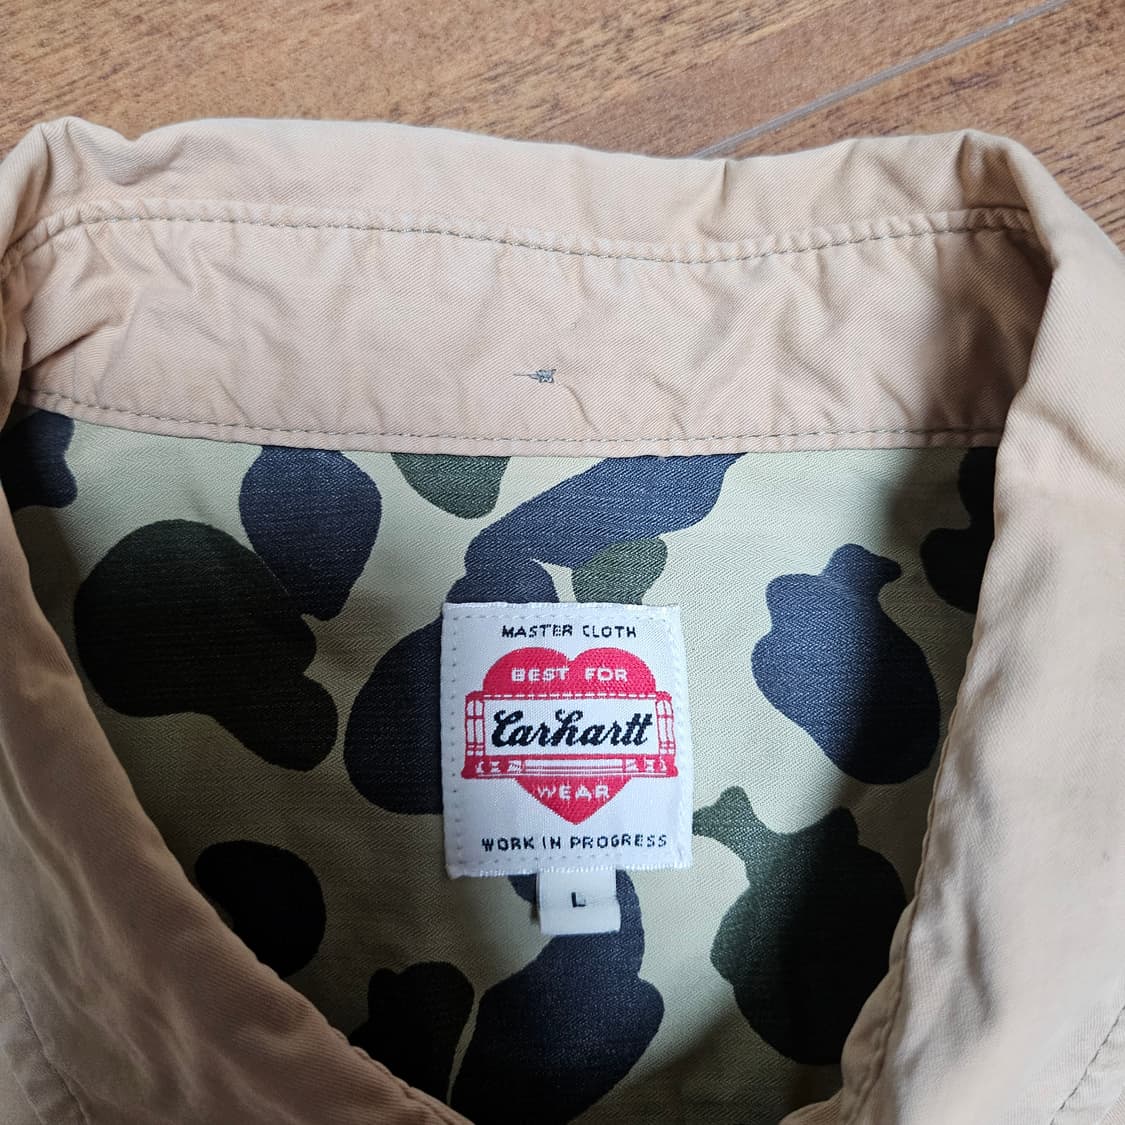 MASTER CLOTH
BEST FOR
Carhartt
WEAR
WORK IN PROGRESS
L